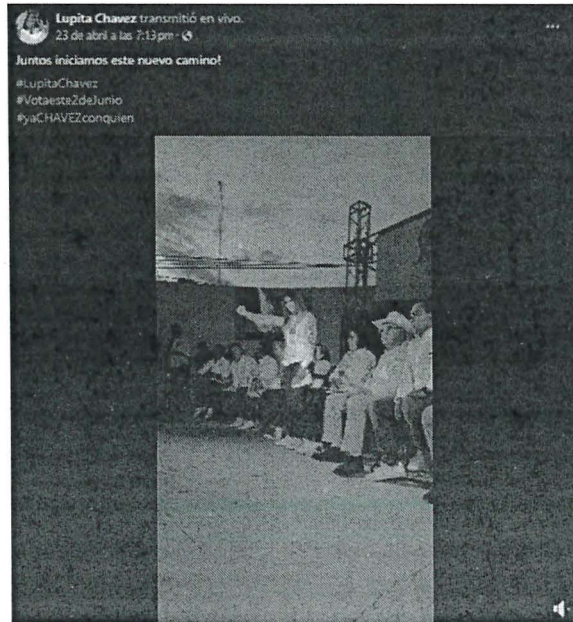 Lupita Chavez transmitió en vivo.
23 de abril a las 7:13 pm ·
Juntos iniciamos este nuevo camino!
#LupitaChavez
#Votaeste2deJunio
#yaCHAVEZconquien